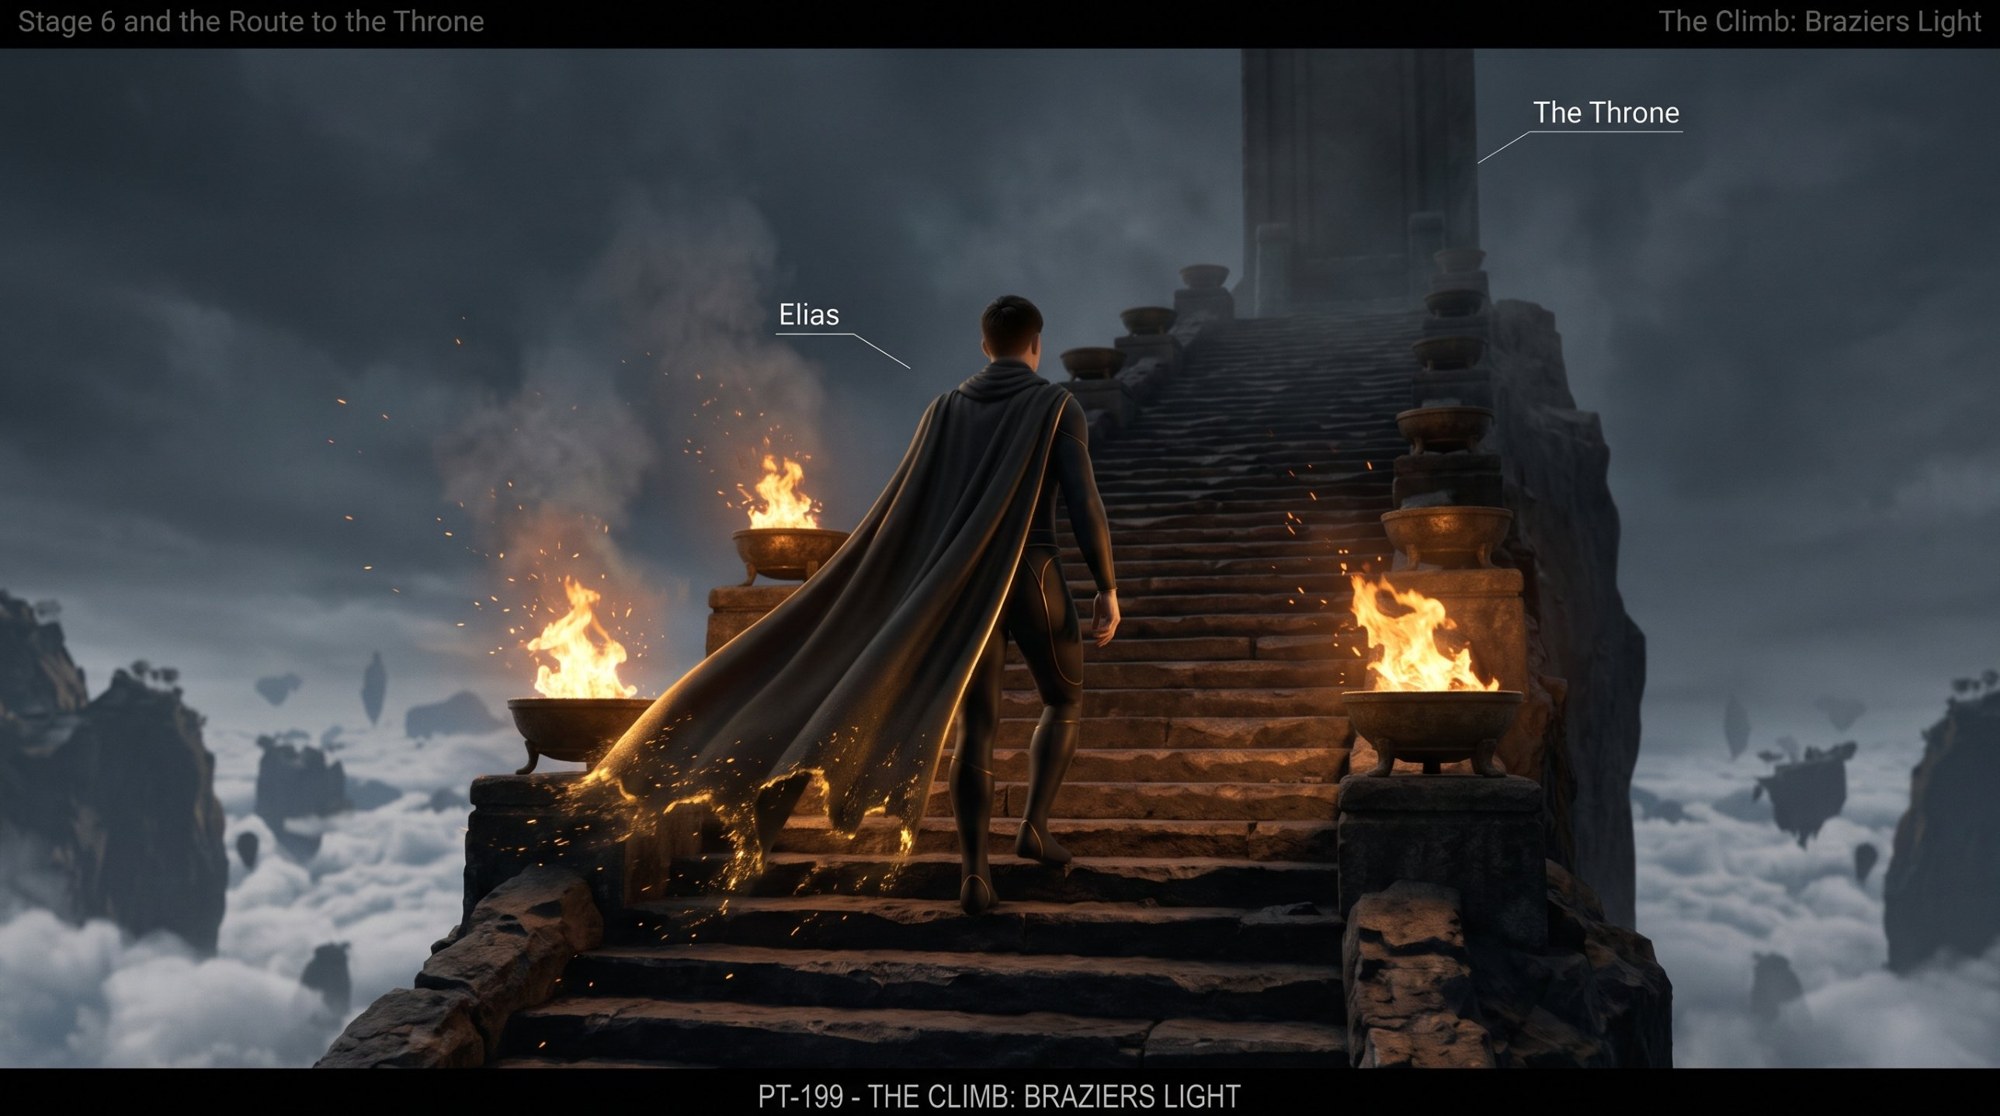 Stage 6 and the Route to the Throne
The Climb: Braziers Light
The Throne
Elias
PT-199 - THE CLIMB: BRAZIERS LIGHT